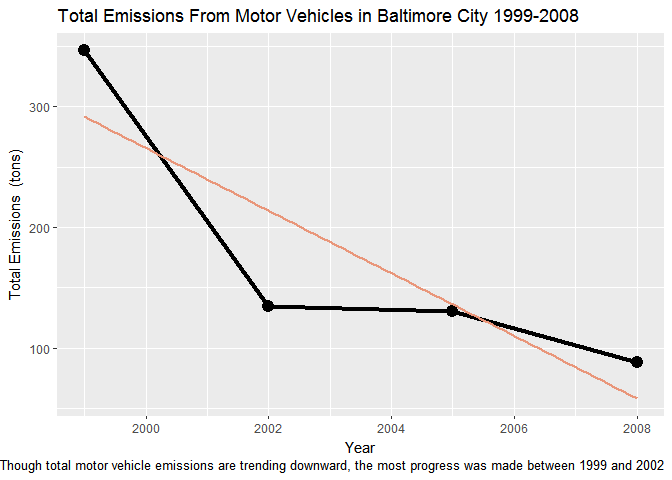 Total Emissions From Motor Vehicles in Baltimore City 1999-2008
Total Emissions (tons)
300
200
100
2000 2002 2004 2006 2008
Year
Though total motor vehicle emissions are trending downward, the most progress was made between 1999 and 2002